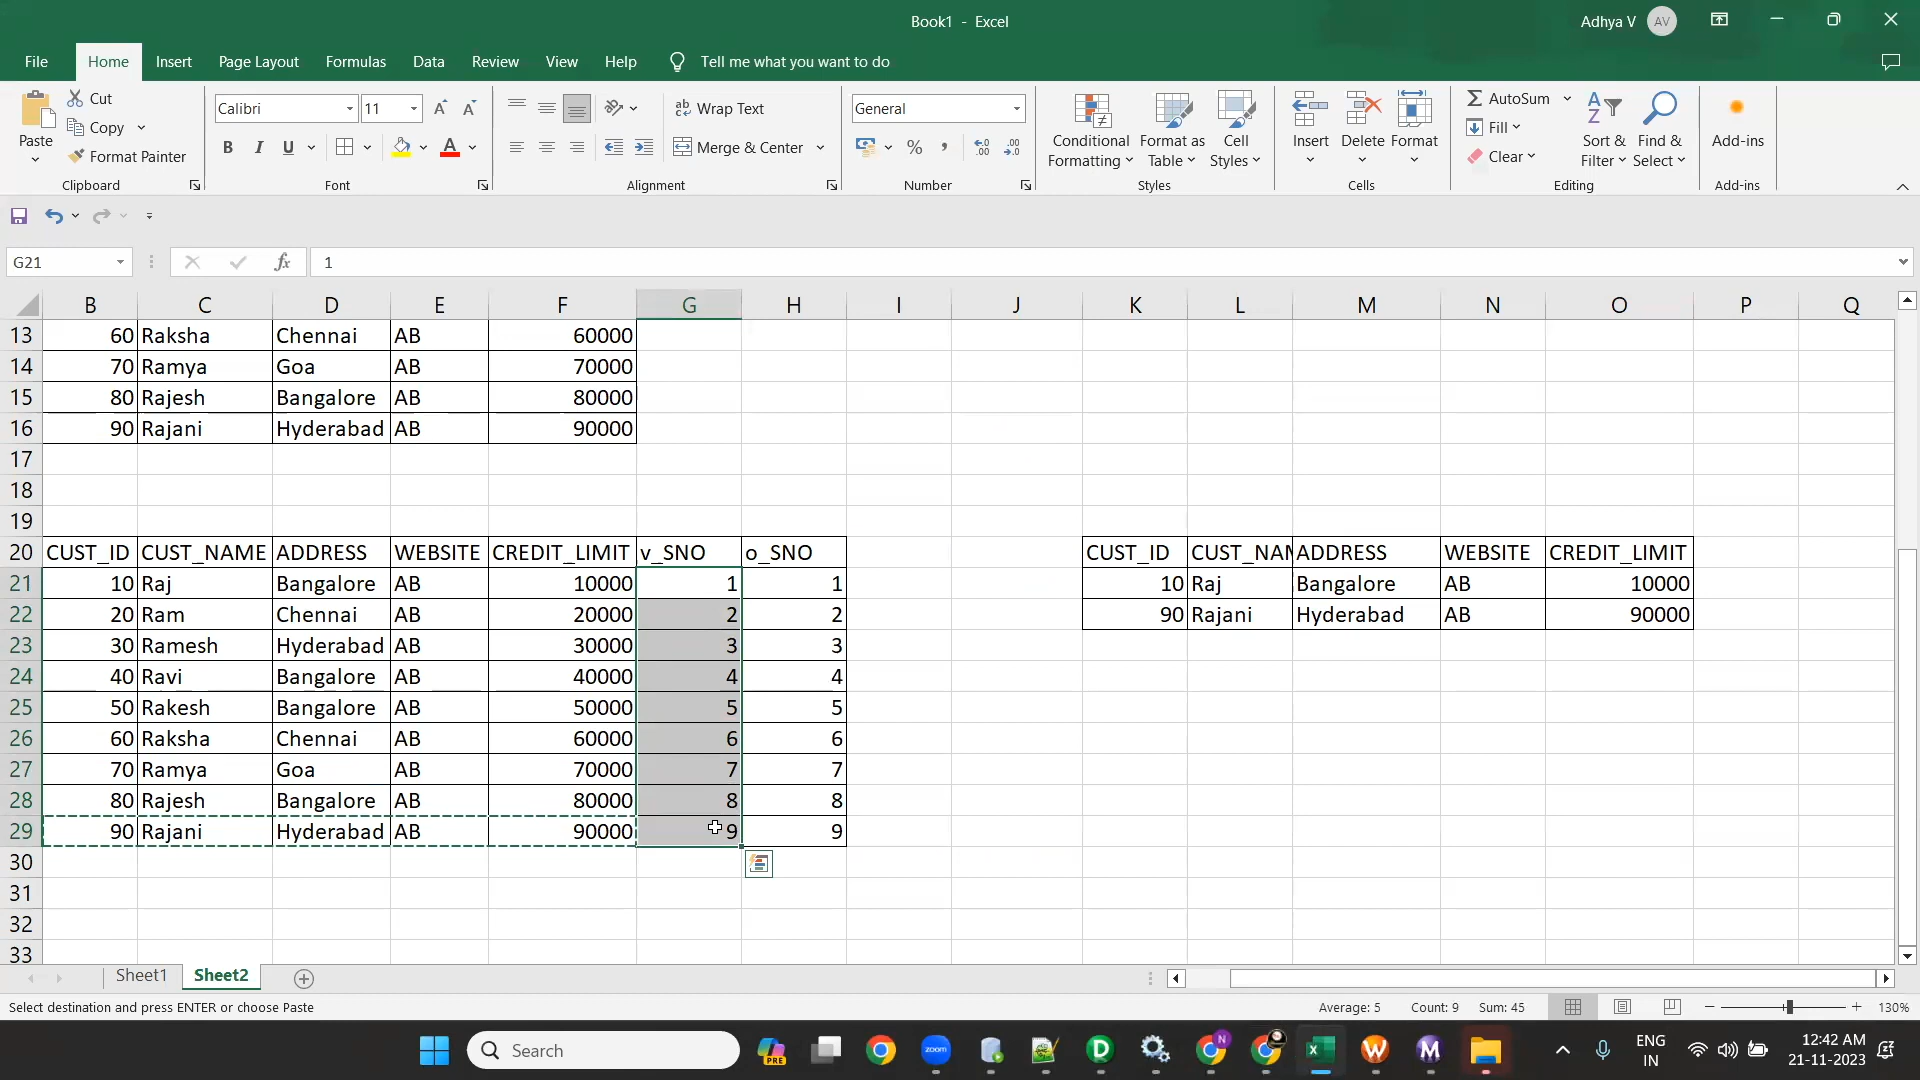 Book1 - Excel
Adhya V
AV
File Home Insert Page Layout Formulas Data Review View Help Tell me what you want to do
Paste
Cut
Copy
Format Painter
Clipboard
Calibri 11
B I U
Font
Wrap Text
Merge & Center
Alignment
General
Number
Conditional Formatting
Format as Table
Cell Styles
Styles
Insert
Delete
Format
Cells
AutoSum
Fill
Clear
Sort & Filter
Find & Select
Editing
Add-ins
Add-ins
G21 fx 1
B C D E F G H I J K L M N O P Q
13 60 Raksha Chennai AB 60000
14 70 Ramya Goa AB 70000
15 80 Rajesh Bangalore AB 80000
16 90 Rajani Hyderabad AB 90000
17
18
19
20 CUST_ID CUST_NAME ADDRESS WEBSITE CREDIT_LIMIT v_SNO o_SNO CUST_ID CUST_NAM ADDRESS WEBSITE CREDIT_LIMIT
21 10 Raj Bangalore AB 10000 1 1 10 Raj Bangalore AB 10000
22 20 Ram Chennai AB 20000 2 2 90 Rajani Hyderabad AB 90000
23 30 Ramesh Hyderabad AB 30000 3 3
24 40 Ravi Bangalore AB 40000 4 4
25 50 Rakesh Bangalore AB 50000 5 5
26 60 Raksha Chennai AB 60000 6 6
27 70 Ramya Goa AB 70000 7 7
28 80 Rajesh Bangalore AB 80000 8 8
29 90 Rajani Hyderabad AB 90000 9 9
30
31
32
33
Sheet1 Sheet2
Select destination and press ENTER or choose Paste Average: 5 Count: 9 Sum: 45 130%
Search
PRE
zoom
ENG
IN
12:42 AM
21-11-2023